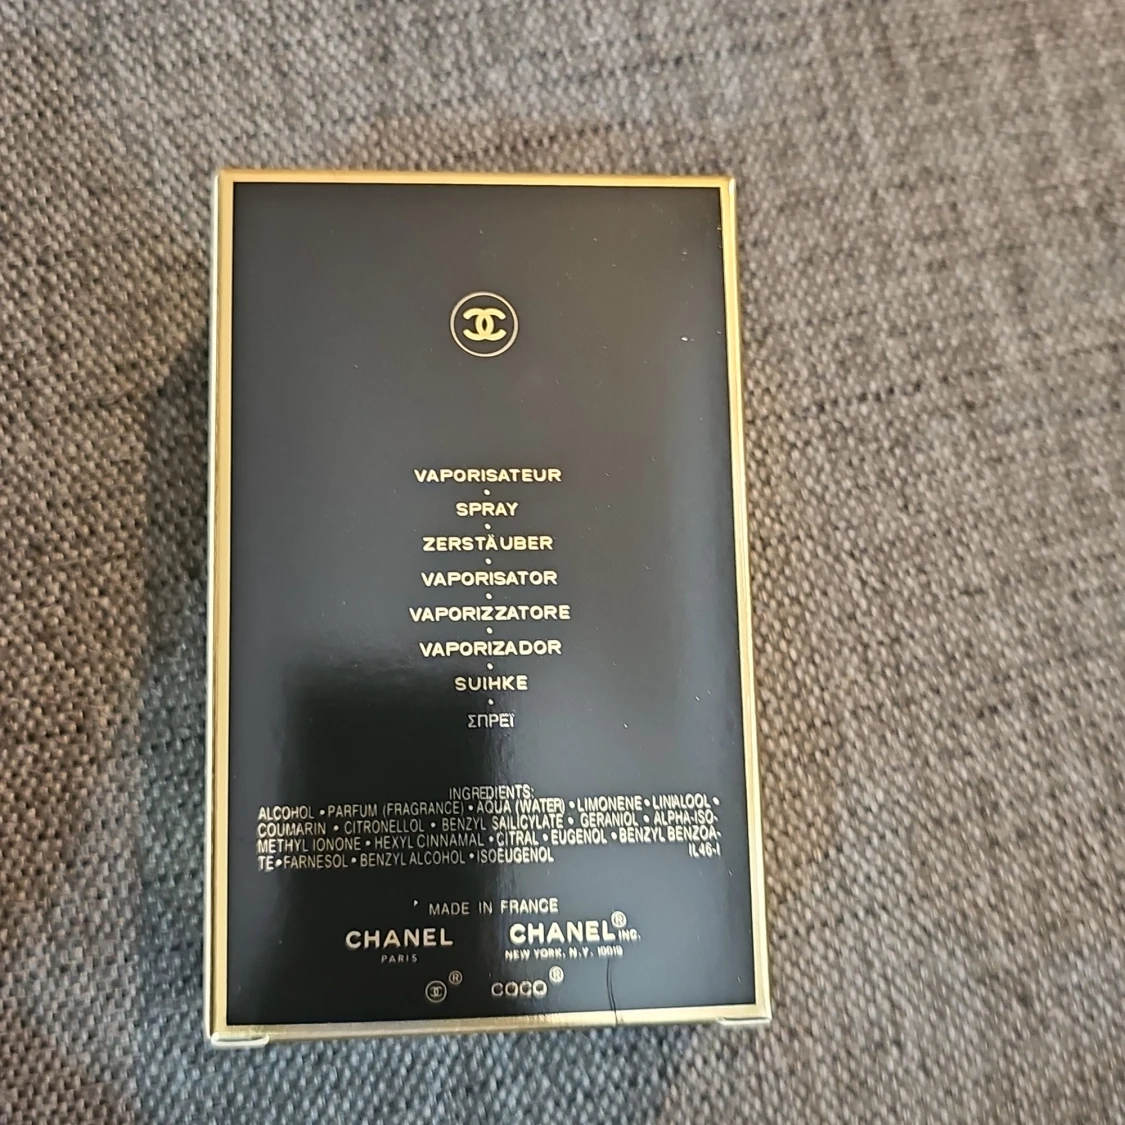 VAPORISATEUR
SPRAY
ZERSTÄUBER
VAPORISATOR
VAPORIZZATORE
VAPORIZADOR
SUIHKE
ΣΠΡΕΪ
INGREDIENTS:
ALCOHOL • PARFUM (FRAGRANCE) • AQUA (WATER) • LIMONENE • LINALOOL •
COUMARIN • CITRONELLOL • BENZYL SALICYLATE • GERANIOL • ALPHA-ISO-
METHYL IONONE • HEXYL CINNAMAL • CITRAL • EUGENOL • BENZYL BENZOA-
TE • FARNESOL • BENZYL ALCOHOL • ISOEUGENOL IL46-I
MADE IN FRANCE
CHANEL CHANEL® INC.
PARIS NEW YORK, N.Y. 10019
® COCO®